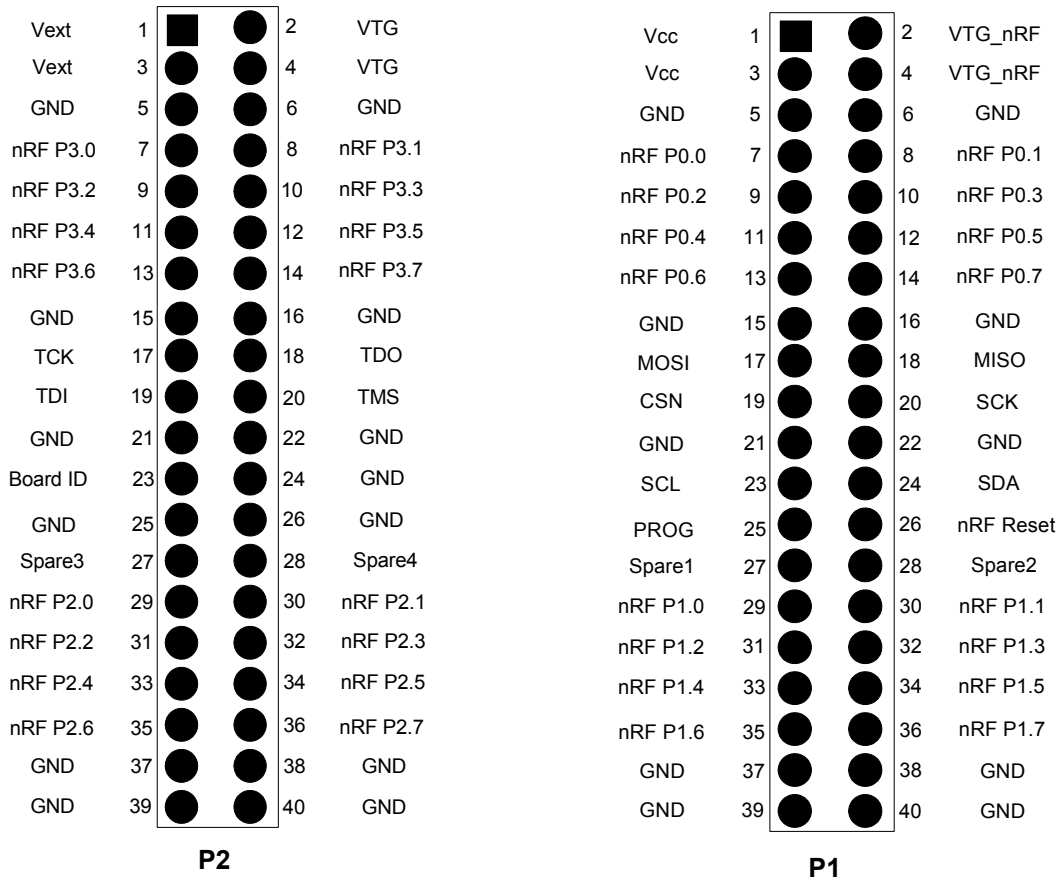 Vext 1 2 VTG
Vext 3 4 VTG
GND 5 6 GND
nRF P3.0 7 8 nRF P3.1
nRF P3.2 9 10 nRF P3.3
nRF P3.4 11 12 nRF P3.5
nRF P3.6 13 14 nRF P3.7
GND 15 16 GND
TCK 17 18 TDO
TDI 19 20 TMS
GND 21 22 GND
Board ID 23 24 GND
GND 25 26 GND
Spare3 27 28 Spare4
nRF P2.0 29 30 nRF P2.1
nRF P2.2 31 32 nRF P2.3
nRF P2.4 33 34 nRF P2.5
nRF P2.6 35 36 nRF P2.7
GND 37 38 GND
GND 39 40 GND
P2
Vcc 1 2 VTG_nRF
Vcc 3 4 VTG_nRF
GND 5 6 GND
nRF P0.0 7 8 nRF P0.1
nRF P0.2 9 10 nRF P0.3
nRF P0.4 11 12 nRF P0.5
nRF P0.6 13 14 nRF P0.7
GND 15 16 GND
MOSI 17 18 MISO
CSN 19 20 SCK
GND 21 22 GND
SCL 23 24 SDA
PROG 25 26 nRF Reset
Spare1 27 28 Spare2
nRF P1.0 29 30 nRF P1.1
nRF P1.2 31 32 nRF P1.3
nRF P1.4 33 34 nRF P1.5
nRF P1.6 35 36 nRF P1.7
GND 37 38 GND
GND 39 40 GND
P1